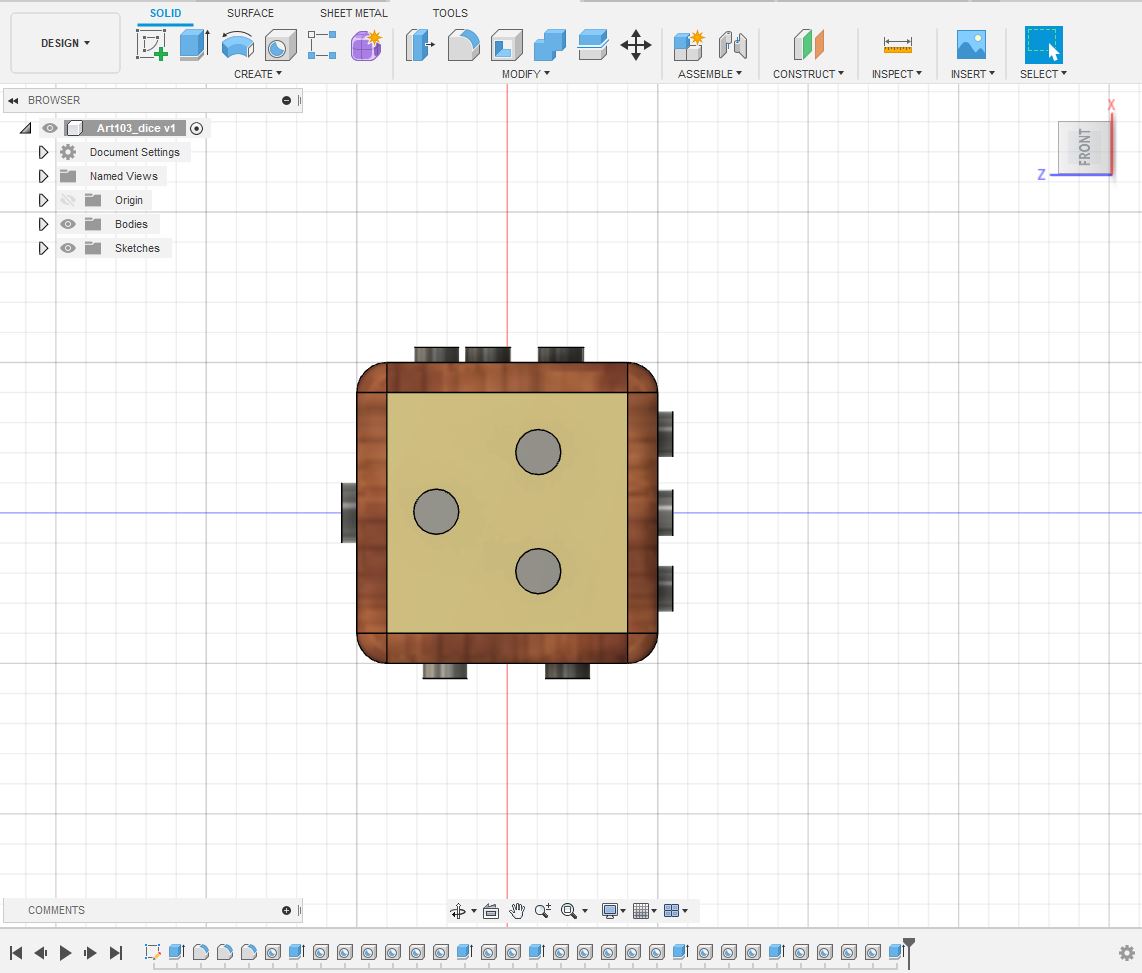 SOLID SURFACE SHEET METAL TOOLS
DESIGN
CREATE MODIFY ASSEMBLE CONSTRUCT INSPECT INSERT SELECT
BROWSER
Art103_dice v1
Document Settings
Named Views
Origin
Bodies
Sketches
X
FRONT
Z
COMMENTS